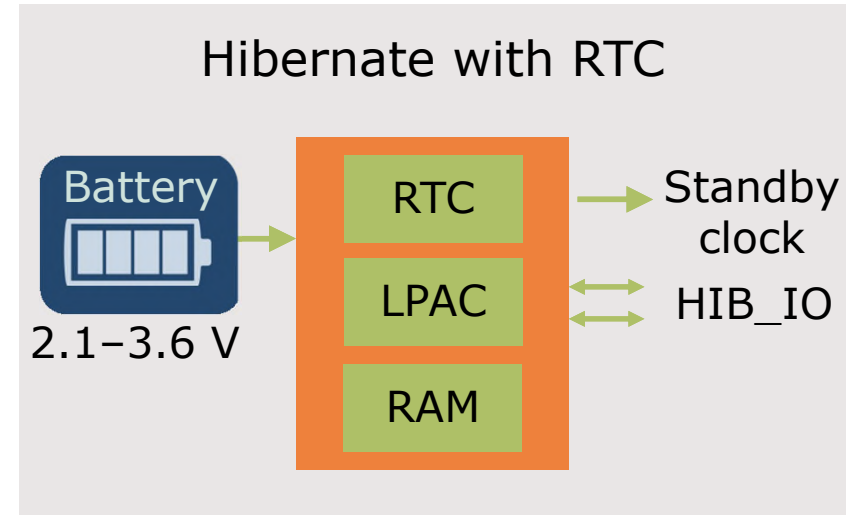 Hibernate with RTC
Battery
2.1–3.6 V
RTC
LPAC
RAM
Standby
clock
HIB_IO